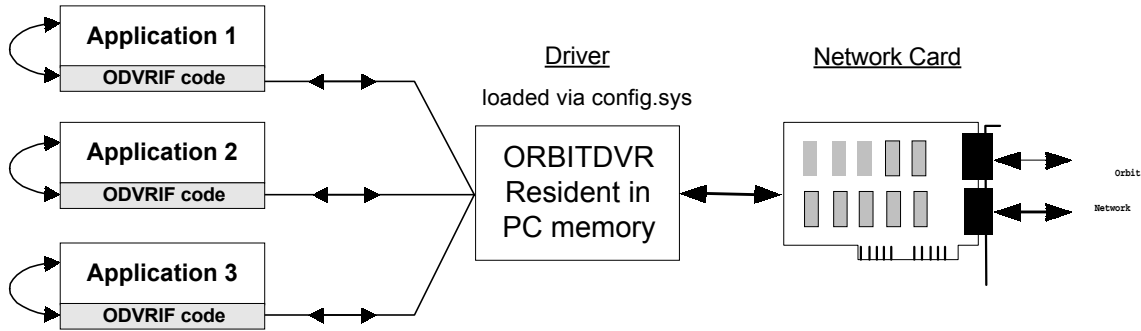 Application 1
ODVRIF code
Application 2
ODVRIF code
Application 3
ODVRIF code
Driver
loaded via config.sys
ORBITDVR
Resident in
PC memory
Network Card
Orbit
Network